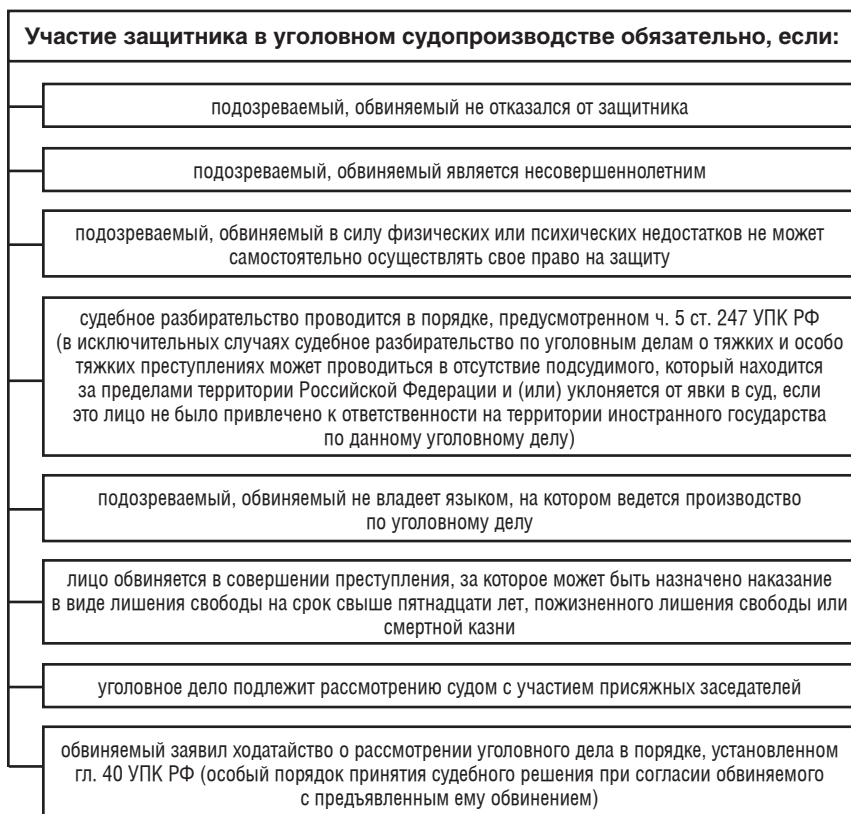 Участие защитника в уголовном судопроизводстве обязательно, если:
подозреваемый, обвиняемый не отказался от защитника
подозреваемый, обвиняемый является несовершеннолетним
подозреваемый, обвиняемый в силу физических или психических недостатков не может
самостоятельно осуществлять свое право на защиту
судебное разбирательство проводится в порядке, предусмотренном ч. 5 ст. 247 УПК РФ
(в исключительных случаях судебное разбирательство по уголовным делам о тяжких и особо
тяжких преступлениях может проводиться в отсутствие подсудимого, который находится
за пределами территории Российской Федерации и (или) уклоняется от явки в суд, если
это лицо не было привлечено к ответственности на территории иностранного государства
по данному уголовному делу)
подозреваемый, обвиняемый не владеет языком, на котором ведется производство
по уголовному делу
лицо обвиняется в совершении преступления, за которое может быть назначено наказание
в виде лишения свободы на срок свыше пятнадцати лет, пожизненного лишения свободы или
смертной казни
уголовное дело подлежит рассмотрению судом с участием присяжных заседателей
обвиняемый заявил ходатайство о рассмотрении уголовного дела в порядке, установленном
гл. 40 УПК РФ (особый порядок принятия судебного решения при согласии обвиняемого
с предъявленным ему обвинением)